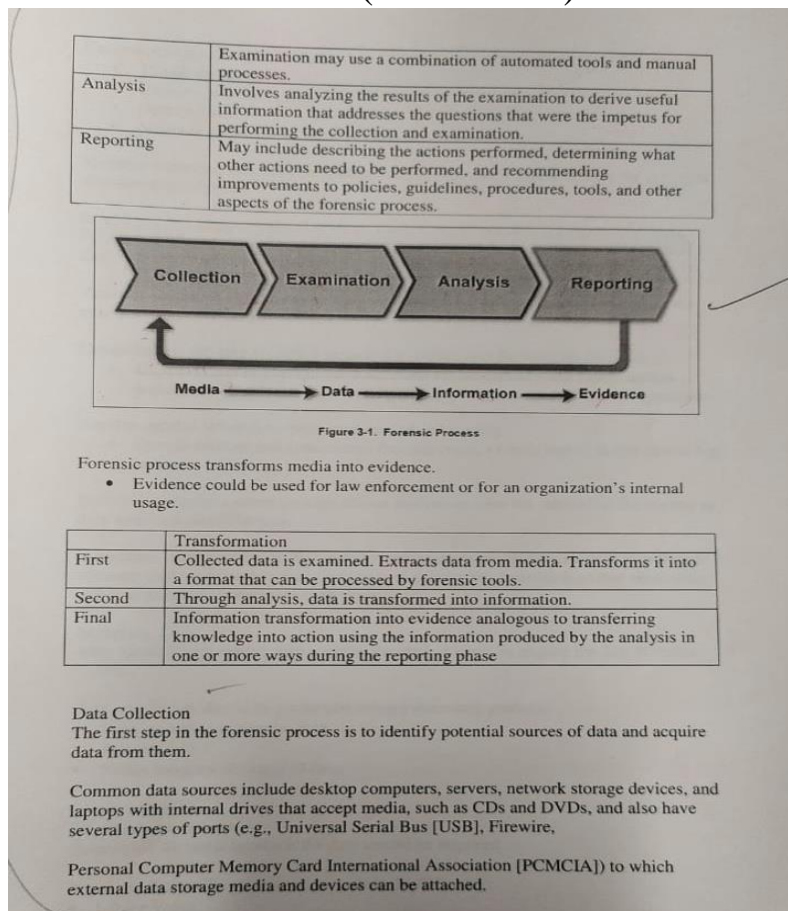 Examination may use a combination of automated tools and manual
processes.
Analysis
Involves analyzing the results of the examination to derive useful
information that addresses the questions that were the impetus for
performing the collection and examination.
Reporting
May include describing the actions performed, determining what
other actions need to be performed, and recommending
improvements to policies, guidelines, procedures, tools, and other
aspects of the forensic process.
Collection
Examination
Analysis
Reporting
Media
Data
Information
Evidence
Figure 3-1. Forensic Process
Forensic process transforms media into evidence.
• Evidence could be used for law enforcement or for an organization's internal
usage.
Transformation
First
Collected data is examined. Extracts data from media. Transforms it into
a format that can be processed by forensic tools.
Second
Through analysis, data is transformed into information.
Final
Information transformation into evidence analogous to transferring
knowledge into action using the information produced by the analysis in
one or more ways during the reporting phase
Data Collection
The first step in the forensic process is to identify potential sources of data and acquire
data from them.
Common data sources include desktop computers, servers, network storage devices, and
laptops with internal drives that accept media, such as CDs and DVDs, and also have
several types of ports (e.g., Universal Serial Bus [USB], Firewire,
Personal Computer Memory Card International Association [PCMCIA]) to which
external data storage media and devices can be attached.